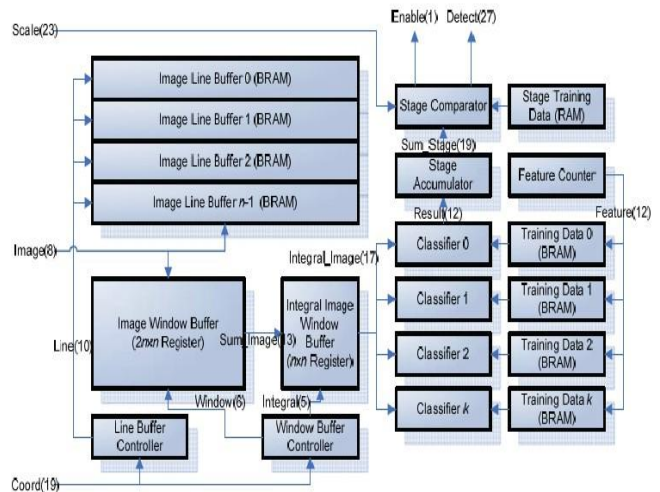 Enable(1)
Detect(27)
Scale(23)
Image Line Buffer 0 (BRAM)
Image Line Buffer 1 (BRAM)
Image Line Buffer 2 (BRAM)
Image Line Buffer n-1 (BRAM)
Stage Comparator
Stage Training
Data (RAM)
Sum_Stage(19)
Stage
Accumulator
Feature Counter
Result(12)
Feature(12)
Image(8)
Integral_Image(17)
Classifier 0
Training Data 0
(BRAM)
Image Window Buffer
(2n×n Register)
Sum_Image(13)
Integral Image
Window
Buffer
(n×n Register)
Classifier 1
Training Data 1
(BRAM)
Line(10)
Classifier 2
Training Data 2
(BRAM)
Window(6)
Integral(5)
Classifier k
Training Data k
(BRAM)
Line Buffer
Controller
Window Buffer
Controller
Coord(19)